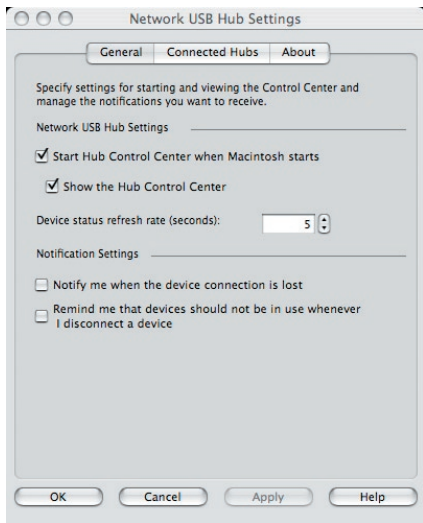 Network USB Hub Settings
General Connected Hubs About
Specify settings for starting and viewing the Control Center and
manage the notifications you want to receive.
Network USB Hub Settings
Start Hub Control Center when Macintosh starts
Show the Hub Control Center
Device status refresh rate (seconds): 5
Notification Settings
Notify me when the device connection is lost
Remind me that devices should not be in use whenever
I disconnect a device
OK Cancel Apply Help